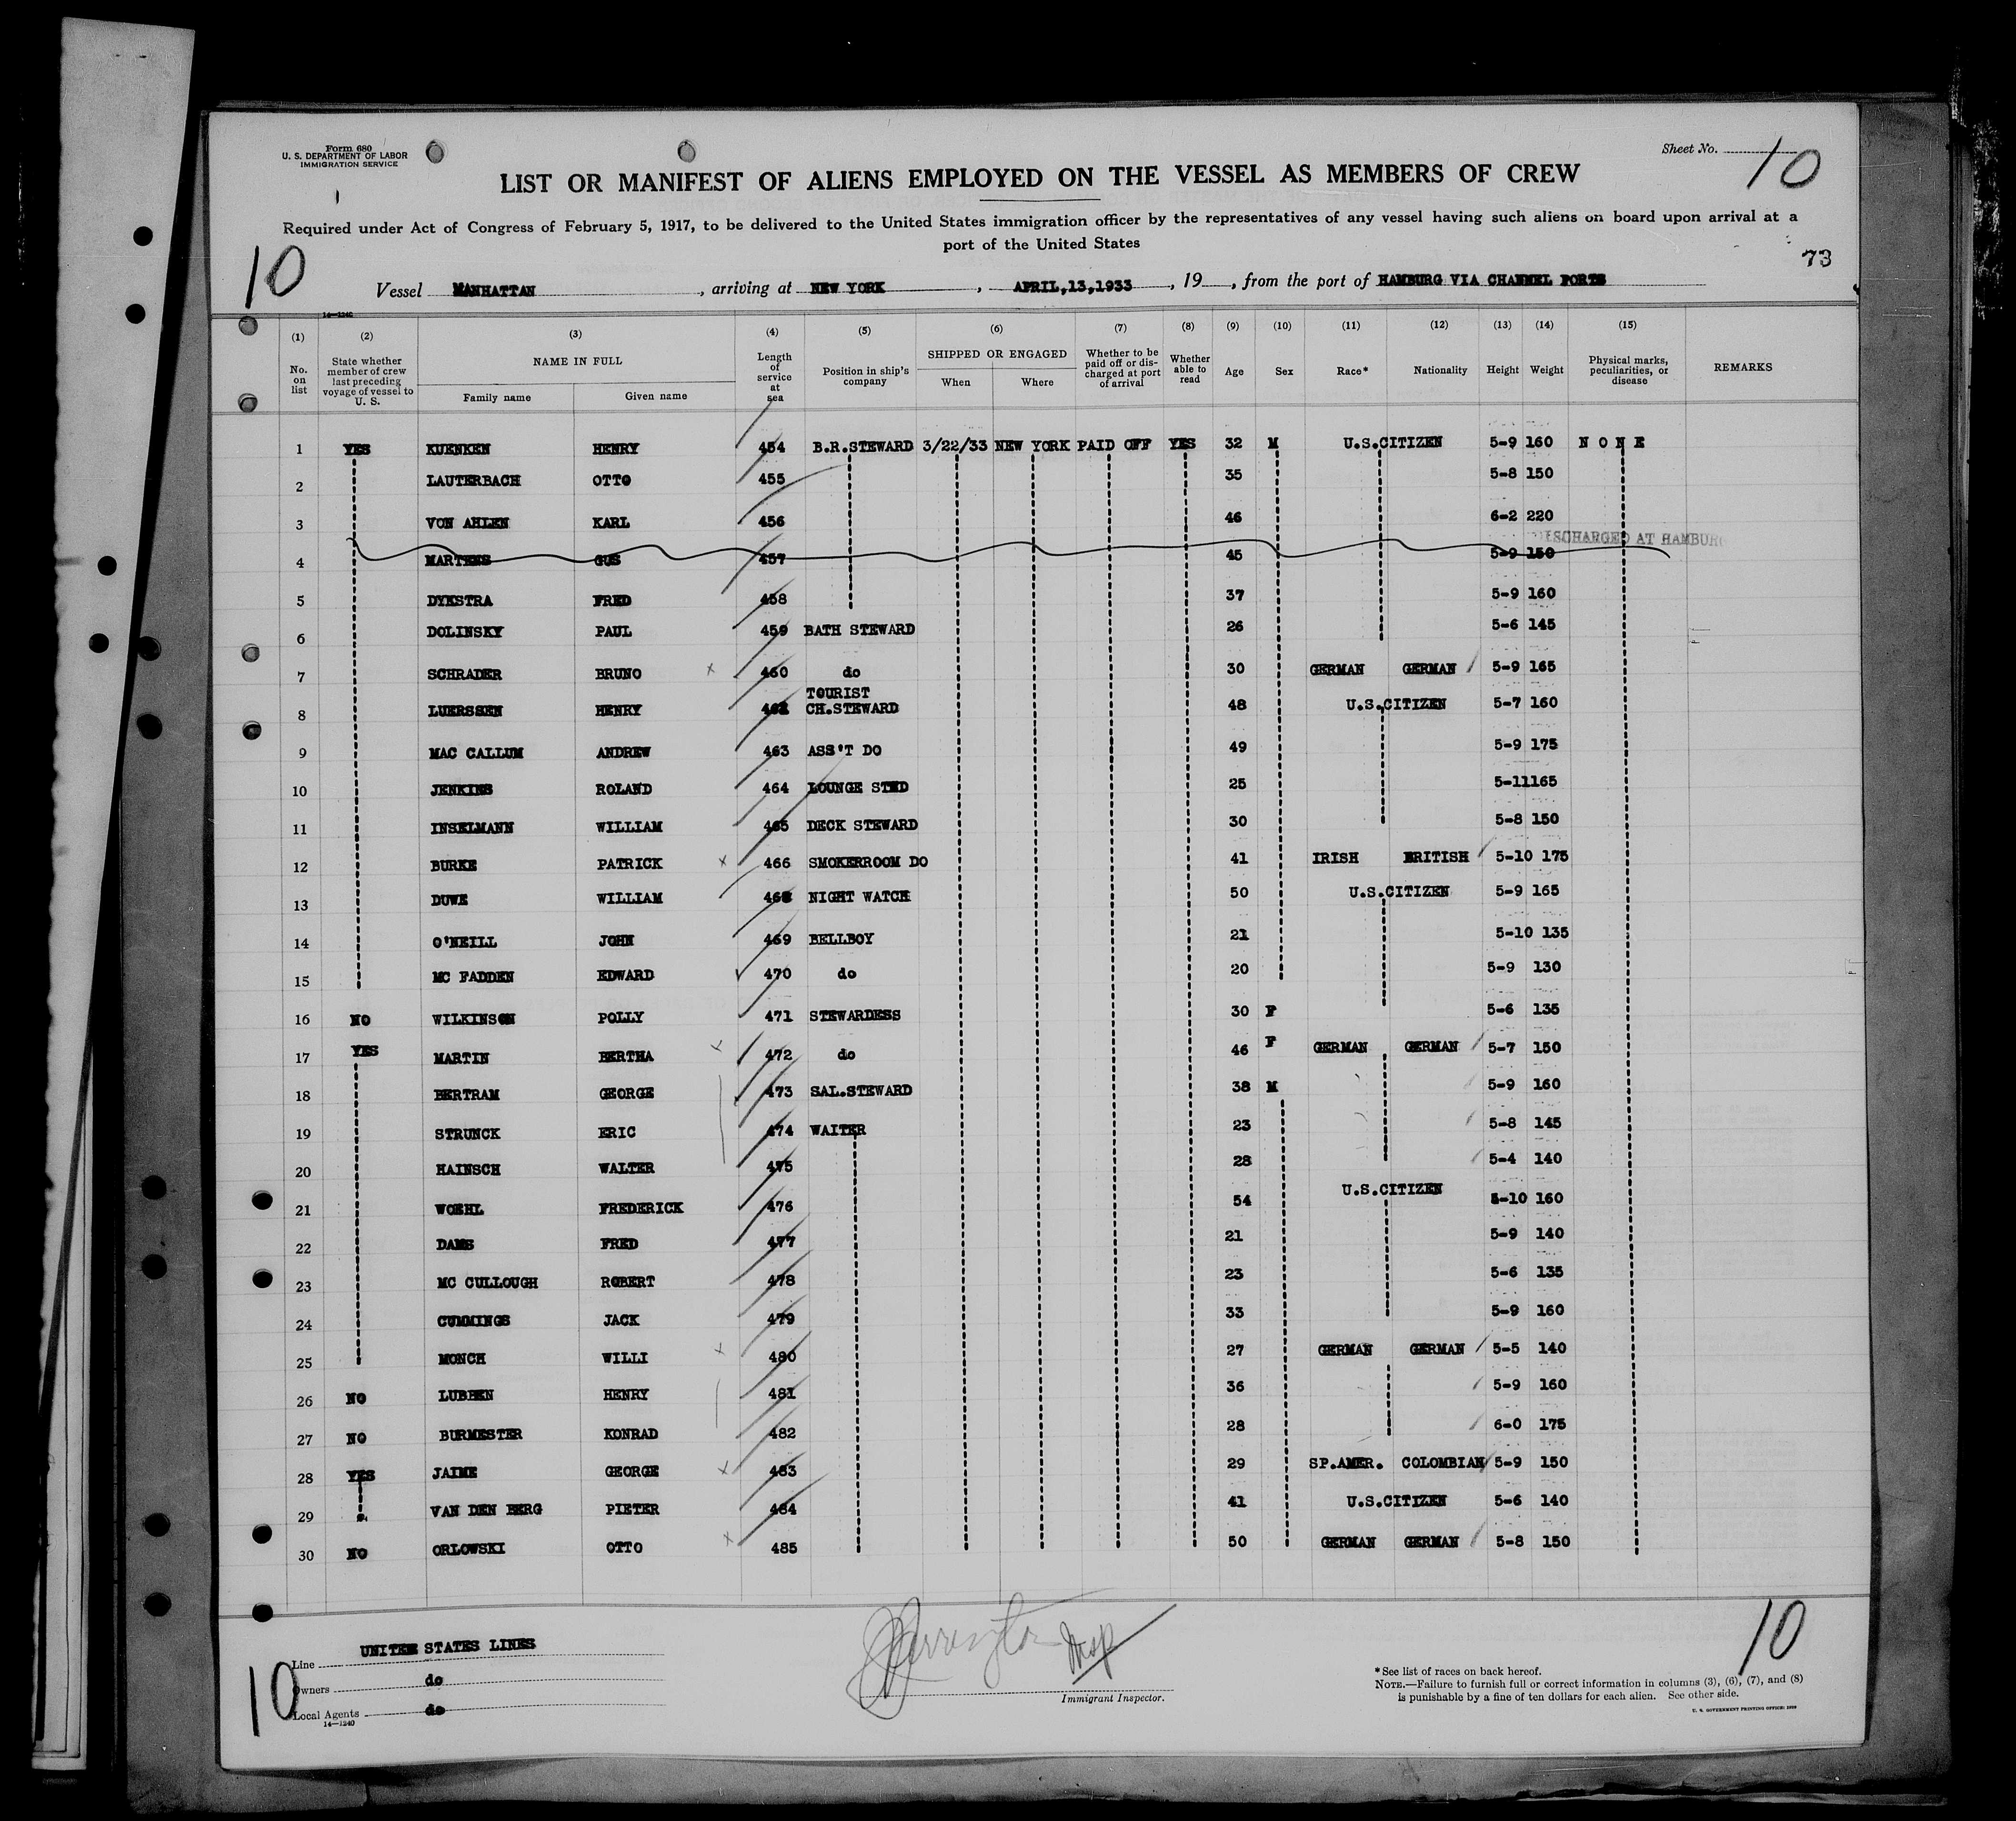 Form 680
U. S. DEPARTMENT OF LABOR
IMMIGRATION SERVICE
Sheet No. 10
LIST OR MANIFEST OF ALIENS EMPLOYED ON THE VESSEL AS MEMBERS OF CREW
Required under Act of Congress of February 5, 1917, to be delivered to the United States immigration officer by the representatives of any vessel having such aliens on board upon arrival at a
port of the United States
73
10
Vessel MANHATTAN, arriving at NEW YORK, APRIL,13,1933, 19, from the port of HAMBURG VIA CHANNEL PORTS
14—1240
(1) (2) (3) (4) (5) (6) (7) (8) (9) (10) (11) (12) (13) (14) (15)
No. on list
State whether member of crew last preceding voyage of vessel to U. S.
NAME IN FULL
Family name
Given name
Length of service at sea
Position in ship's company
SHIPPED OR ENGAGED
When
Where
Whether to be paid off or discharged at port of arrival
Whether able to read
Age
Sex
Race*
Nationality
Height
Weight
Physical marks, peculiarities, or disease
REMARKS
1 YES KUENKEN HENRY 454 B.R.STEWARD 3/22/33 NEW YORK PAID OFF YES 32 M U.S.CITIZEN 5-9 160 N O N E
2 LAUTERBACH OTTO 455 35 5-8 150
3 VON AHLEN KARL 456 46 6-2 220
DISCHARGED AT HAMBURG
4 MARTENS GUS 457 45 5-9 150
5 DYKSTRA FRED 458 37 5-9 160
6 DOLINSKY PAUL 459 BATH STEWARD 26 5-6 145
7 SCHRADER BRUNO x 460 do 30 GERMAN GERMAN 5-9 165
TOURIST
8 LUERSSEN HENRY CH.STEWARD 48 U.S.CITIZEN 5-7 160
9 MAC CALLUM ANDREW 463 ASS'T DO 49 5-9 175
10 JENKINS ROLAND 464 LOUNGE STWD 25 5-11 165
11 INSELMANN WILLIAM 465 DECK STEWARD 30 5-8 150
12 BURKE PATRICK x 466 SMOKERROOM DO 41 IRISH BRITISH 5-10 175
13 DUWE WILLIAM 468 NIGHT WATCH 50 U.S.CITIZEN 5-9 165
14 O'NEILL JOHN 469 BELLBOY 21 5-10 135
15 MC FADDEN EDWARD 470 do 20 5-9 130
16 NO WILKINSON POLLY 471 STEWARDESS 30 F 5-6 135
17 YES MARTIN BERTHA x 472 do 46 F GERMAN GERMAN 5-7 150
18 BERTRAM GEORGE 473 SAL.STEWARD 38 M 5-9 160
19 STRUNCK ERIC 474 WAITER 23 5-8 145
20 HAINSCH WALTER 475 28 5-4 140
21 WOEHL FREDERICK 476 54 U.S.CITIZEN 5-10 160
22 DAMS FRED 477 21 5-9 140
23 MC CULLOUGH ROBERT 478 23 5-6 135
24 CUMMINGS JACK 479 33 5-9 160
25 MONCH WILLI x 480 27 GERMAN GERMAN 5-5 140
26 NO LUBBEN HENRY 481 36 5-9 160
27 NO BURMESTER KONRAD 482 28 6-0 175
28 YES JAIME GEORGE x 483 29 SP.AMER. COLOMBIAN 5-9 150
29 VAN DEN BERG PIETER 484 41 U.S.CITIZEN 5-6 140
30 NO ORLOWSKI OTTO x 485 50 GERMAN GERMAN 5-8 150
Line UNITED STATES LINES
Owners do
Local Agents do
14—1240
10
Insp
Immigrant Inspector.
10
*See list of races on back hereof.
NOTE.—Failure to furnish full or correct information in columns (3), (6), (7), and (8)
is punishable by a fine of ten dollars for each alien. See other side.